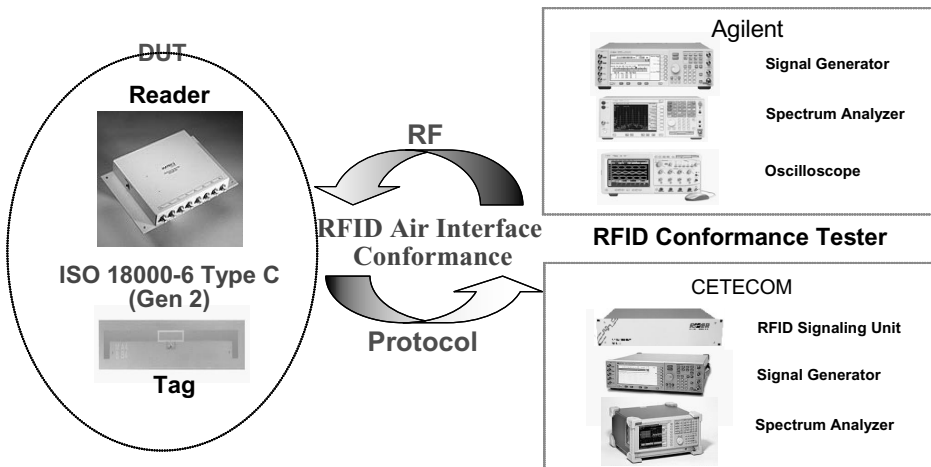 DUT
Reader
ISO 18000-6 Type C
(Gen 2)
Tag
RF
RFID Air Interface
Conformance
Protocol
Agilent
Signal Generator
Spectrum Analyzer
Oscilloscope
RFID Conformance Tester
CETECOM
RFID Signaling Unit
Signal Generator
Spectrum Analyzer